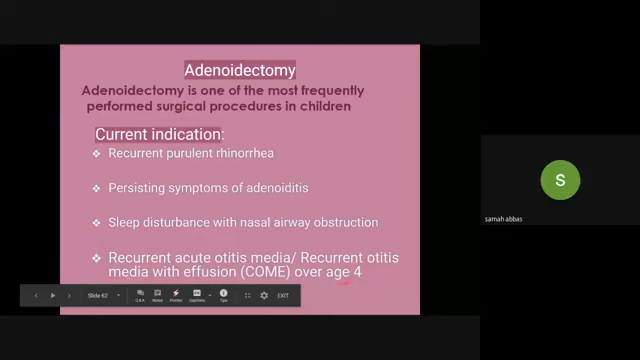 Adenoidectomy
Adenoidectomy is one of the most frequently
performed surgical procedures in children
Current indication:
❖ Recurrent purulent rhinorrhea
❖ Persisting symptoms of adenoiditis
❖ Sleep disturbance with nasal airway obstruction
❖ Recurrent acute otitis media/ Recurrent otitis
media with effusion (COME) over age 4
Slide 62
Q&A
Notes
Pointer
Captions
Tips
EXIT
S
samah abbas